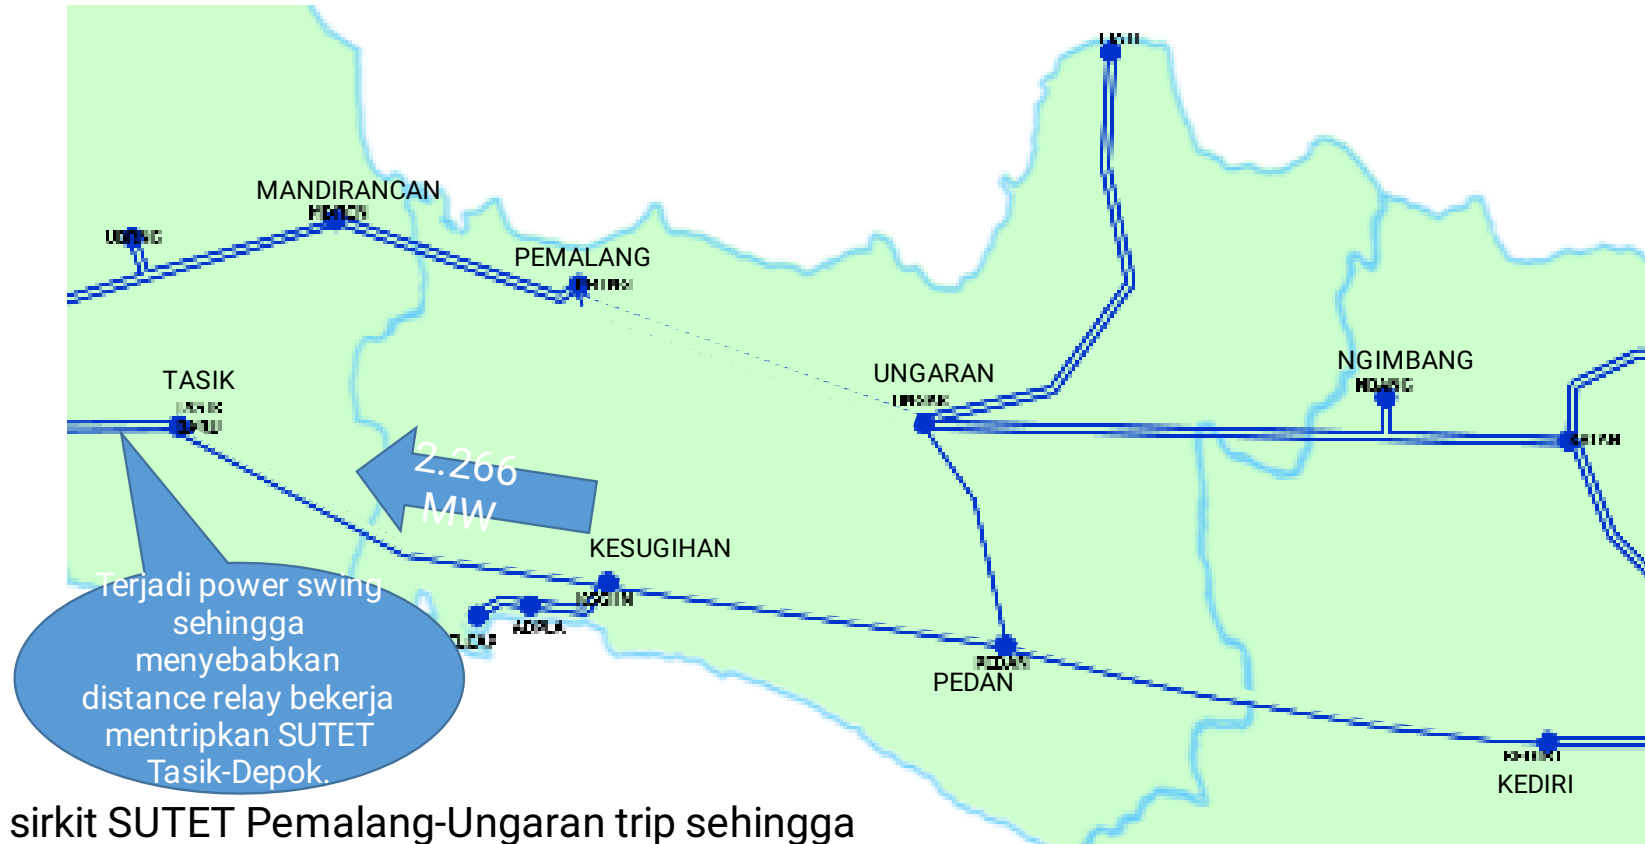 MANDIRANCAN
PEMALANG
TASIK
UNGARAN
NGIMBANG
2.266
MW
KESUGIHAN
Terjadi power swing
sehingga
menyebabkan
distance relay bekerja
mentripkan SUTET
Tasik-Depok.
PEDAN
PEDAN
KEDIRI
sirkit SUTET Pemalang-Ungaran trip sehingga